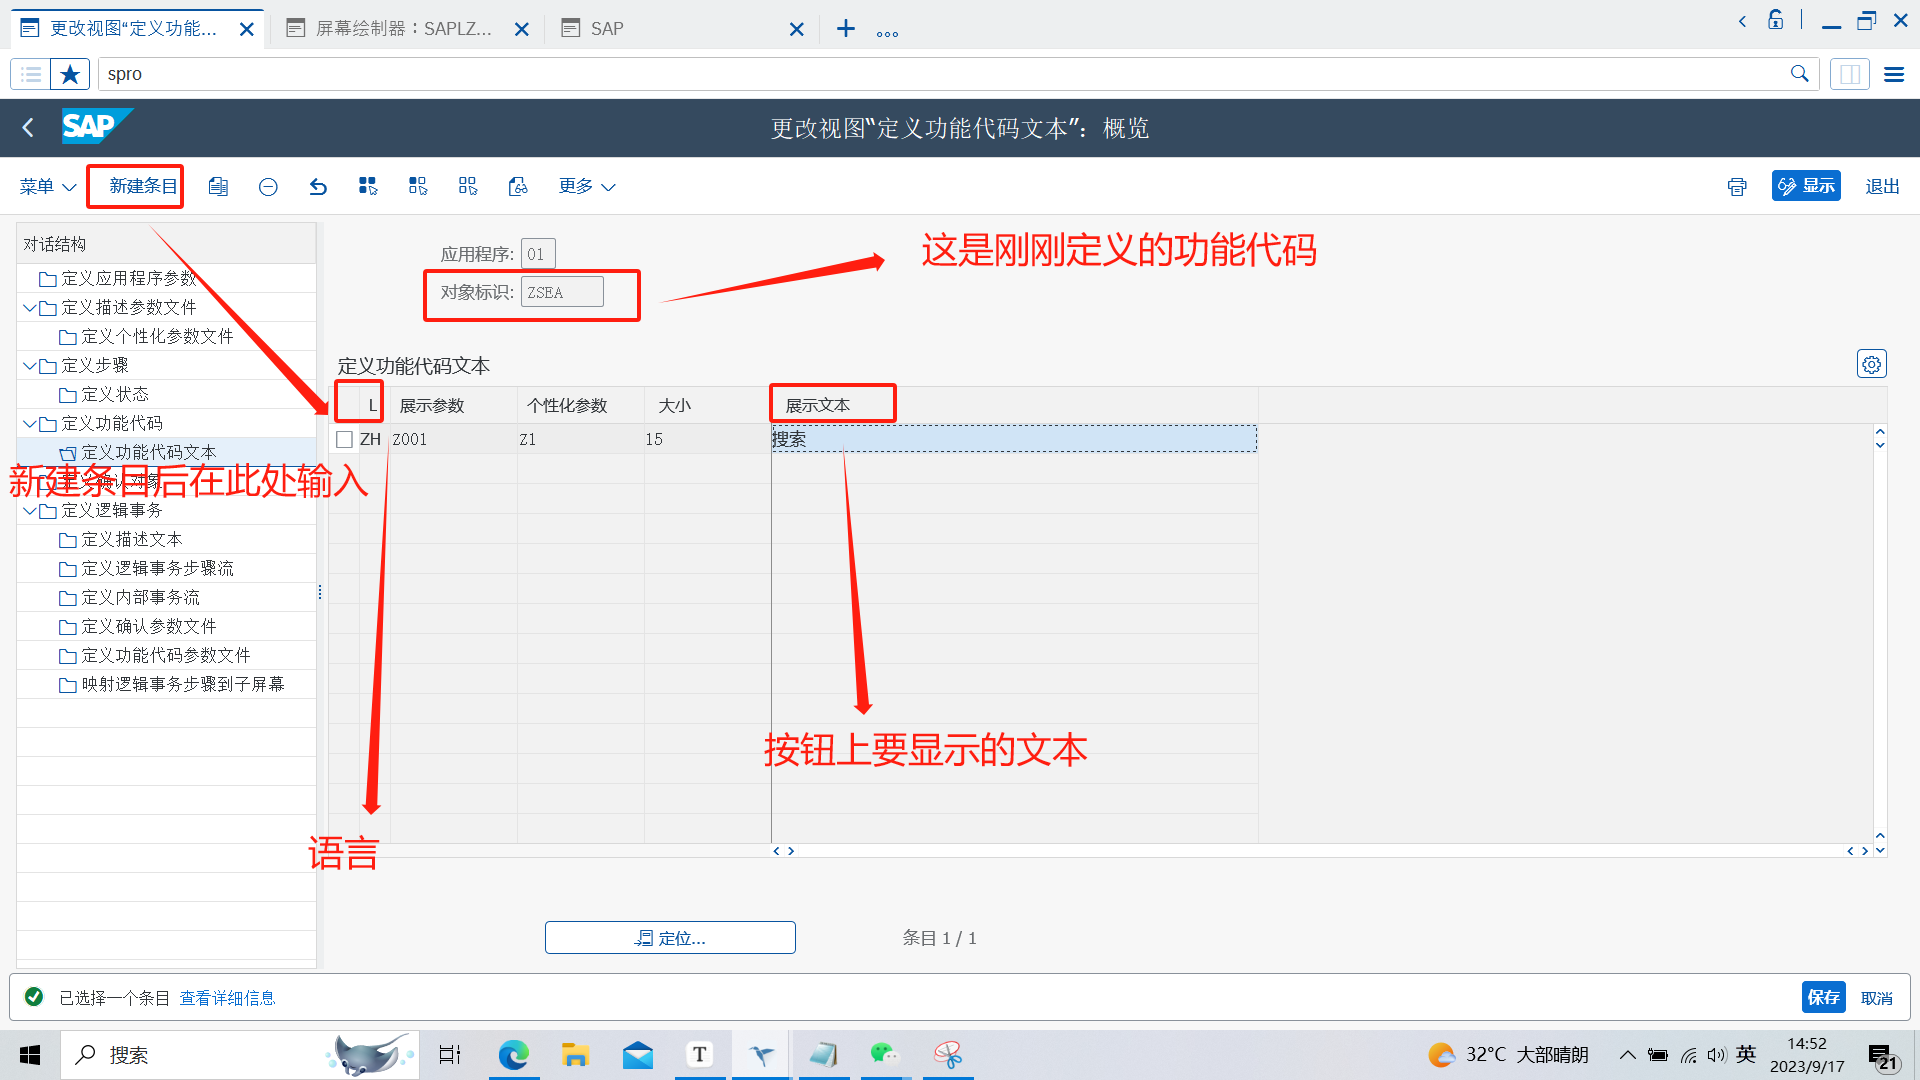 更改视图“定义功能...
屏幕绘制器：SAPLZ...
SAP
spro
SAP
更改视图“定义功能代码文本”：概览
菜单
新建条目
更多
显示
退出
对话结构
定义应用程序参数
定义描述参数文件
定义个性化参数文件
定义步骤
定义状态
定义功能代码
定义功能代码文本
定义确认对象
定义逻辑事务
定义描述文本
定义逻辑事务步骤流
定义内部事务流
定义确认参数文件
定义功能代码参数文件
映射逻辑事务步骤到子屏幕
新建条目后在此处输入
应用程序: 01
对象标识: ZSEA
这是刚刚定义的功能代码
定义功能代码文本
L 展示参数 个性化参数 大小 展示文本
ZH Z001 Z1 15 搜索
按钮上要显示的文本
语言
定位...
条目 1 / 1
已选择一个条目 查看详细信息
保存 取消
搜索
T
32°C 大部晴朗
英
14:52
2023/9/17
21